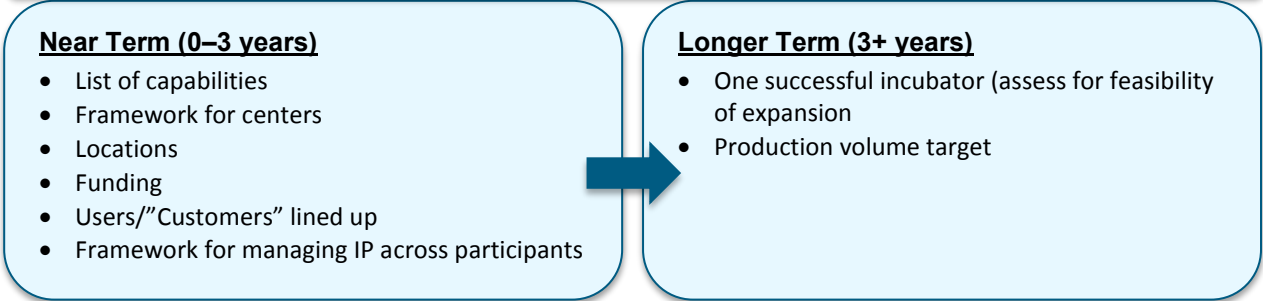 Near Term (0–3 years)
• List of capabilities
• Framework for centers
• Locations
• Funding
• Users/”Customers” lined up
• Framework for managing IP across participants
Longer Term (3+ years)
• One successful incubator (assess for feasibility
of expansion
• Production volume target